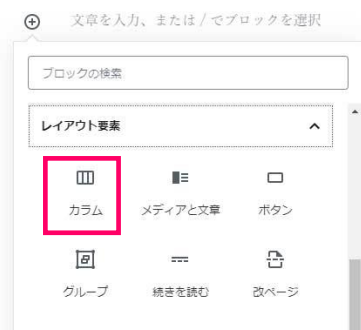 文章を入力、または / でブロックを選択
ブロックの検索
レイアウト要素
カラム
メディアと文章
ボタン
グループ
続きを読む
改ページ